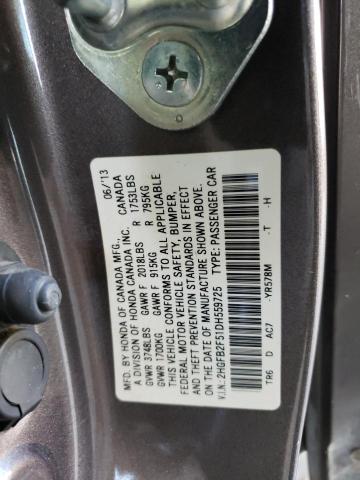 06/13
MFD. BY HONDA OF CANADA MFG.
A DIVISION OF HONDA CANADA INC. CANADA
GVWR 3748LBS GAWR F 2018LBS R 1753LBS
GVWR 1700KG GAWR F 915KG R 795KG
THIS VEHICLE CONFORMS TO ALL APPLICABLE
FEDERAL MOTOR VEHICLE SAFETY, BUMPER,
AND THEFT PREVENTION STANDARDS IN EFFECT ON
THE DATE OF MANUFACTURE SHOWN ABOVE.
V.I.N.: 2HGFB2F51DH559725 TYPE: PASSENGER CAR
TR6 D AC7 -YR578M -T -H